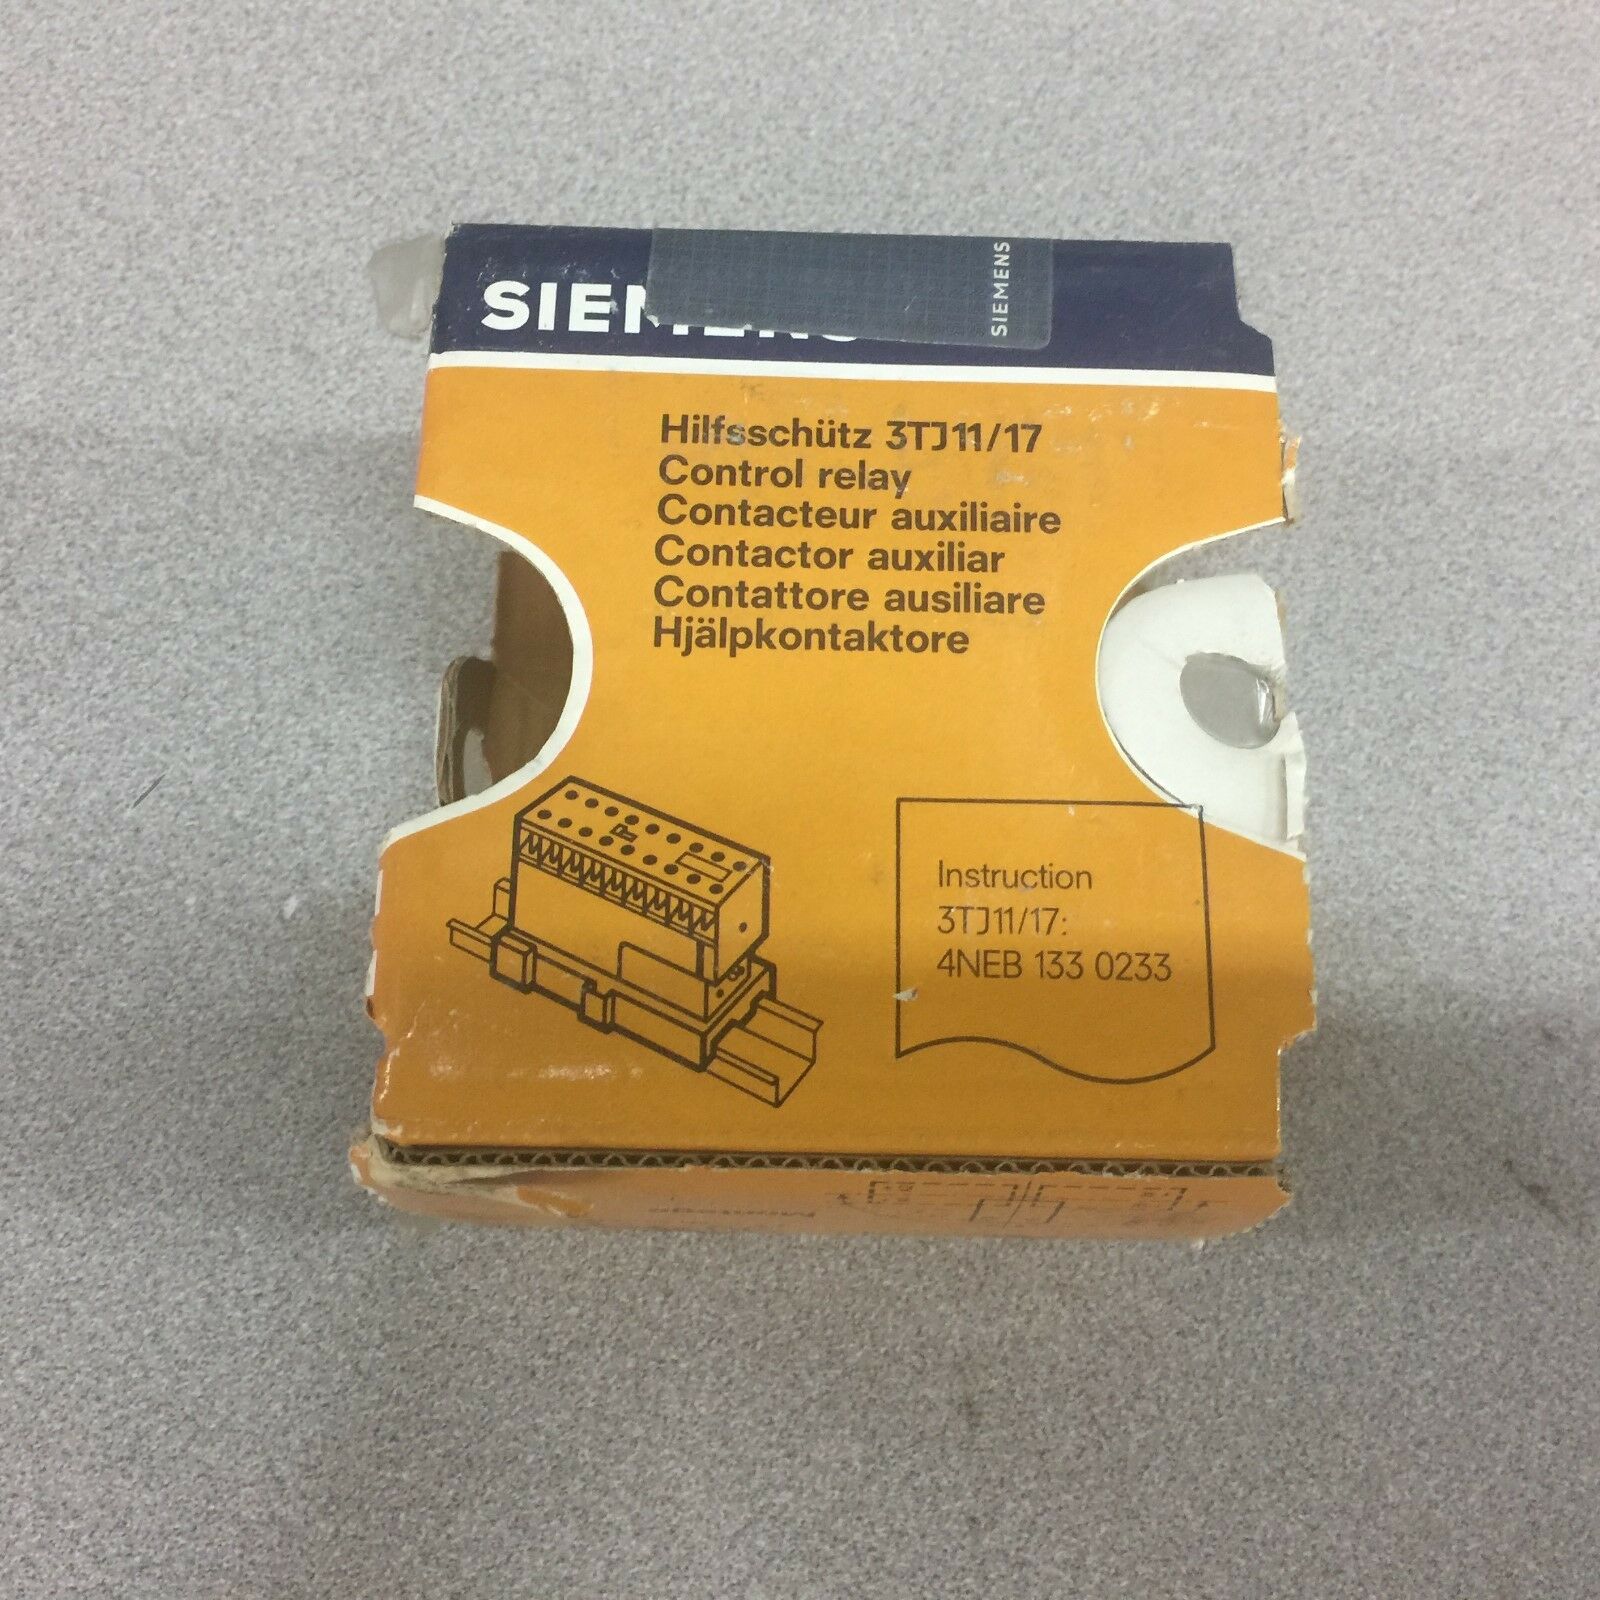 SIEMENS
SIEMENS
Hilfsschütz 3TJ11/17
Control relay
Contacteur auxiliaire
Contactor auxiliar
Contattore ausiliare
Hjälpkontaktore
Instruction
3TJ11/17:
4NEB 133 0233
Montage